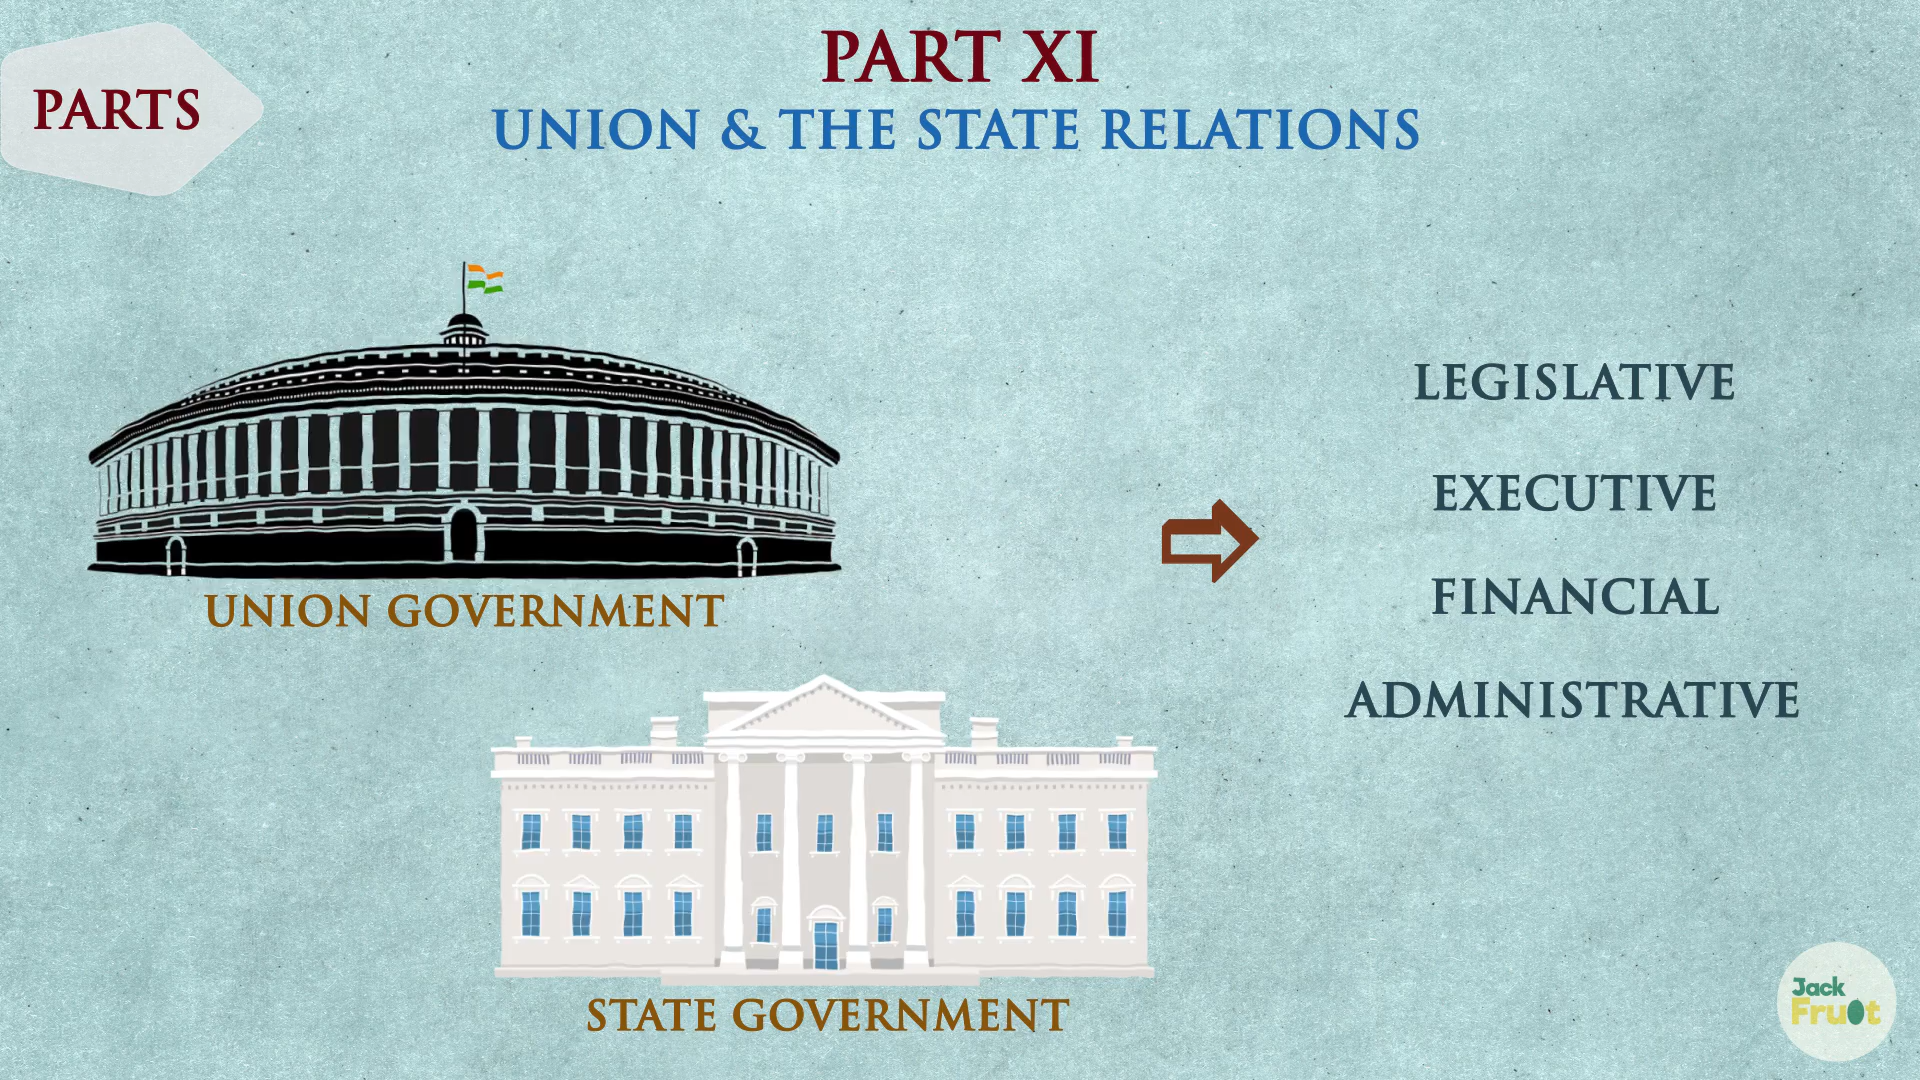 PARTS
PART XI
UNION & THE STATE RELATIONS
UNION GOVERNMENT
STATE GOVERNMENT
LEGISLATIVE
EXECUTIVE
FINANCIAL
ADMINISTRATIVE
Jack
Fruit